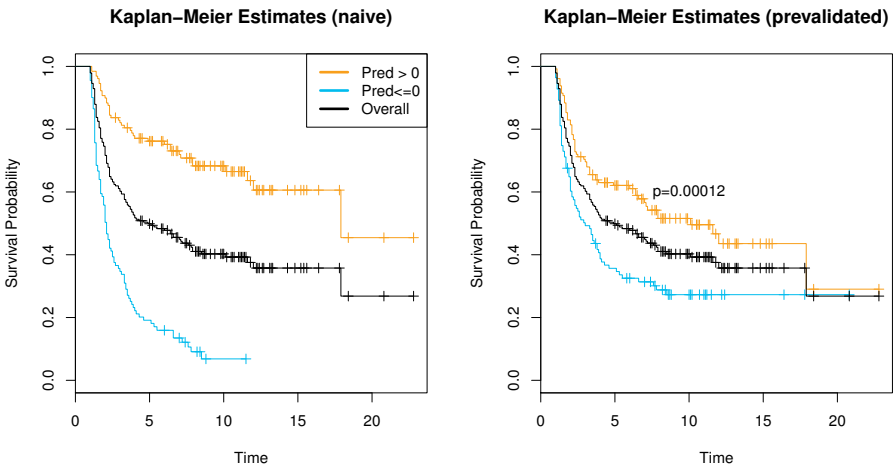 Kaplan−Meier Estimates (naive)
Survival Probability
1.0
0.8
0.6
0.4
0.2
0.0
Pred > 0
Pred<=0
Overall
0 5 10 15 20
Time
Kaplan−Meier Estimates (prevalidated)
Survival Probability
1.0
0.8
0.6
0.4
0.2
0.0
p=0.00012
0 5 10 15 20
Time